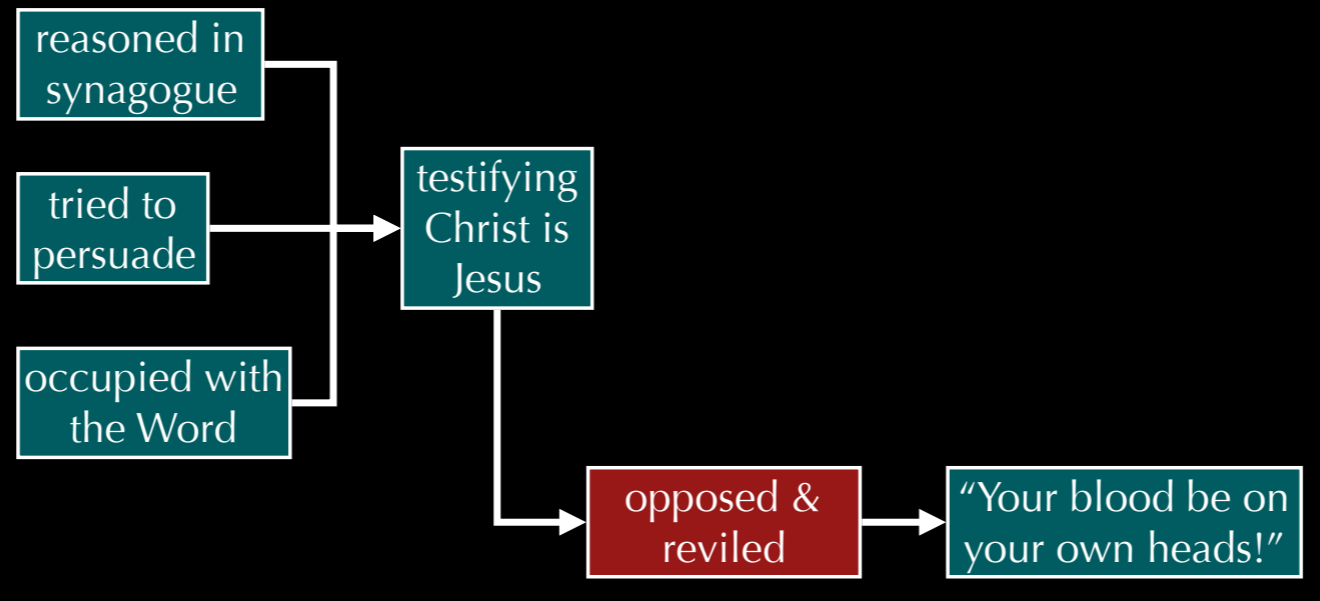 reasoned in
synagogue
tried to
persuade
occupied with
the Word
testifying
Christ is
Jesus
opposed &
reviled
“Your blood be on
your own heads!”